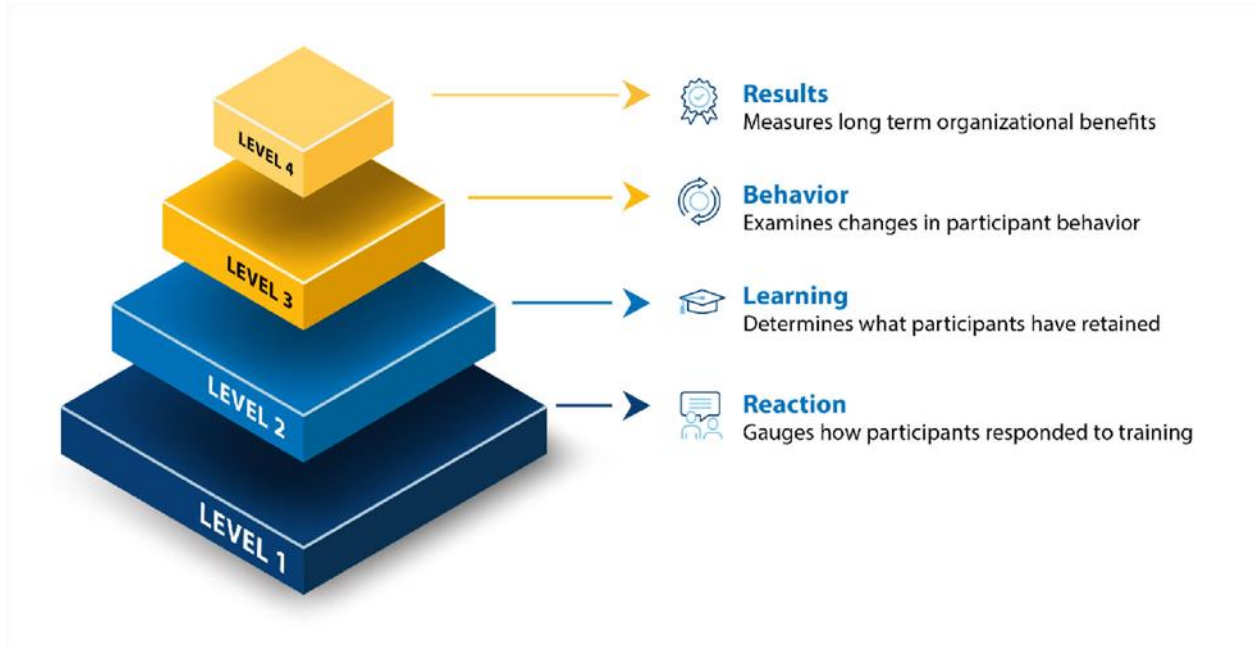 LEVEL 4
Results
Measures long term organizational benefits
LEVEL 3
Behavior
Examines changes in participant behavior
LEVEL 2
Learning
Determines what participants have retained
LEVEL 1
Reaction
Gauges how participants responded to training